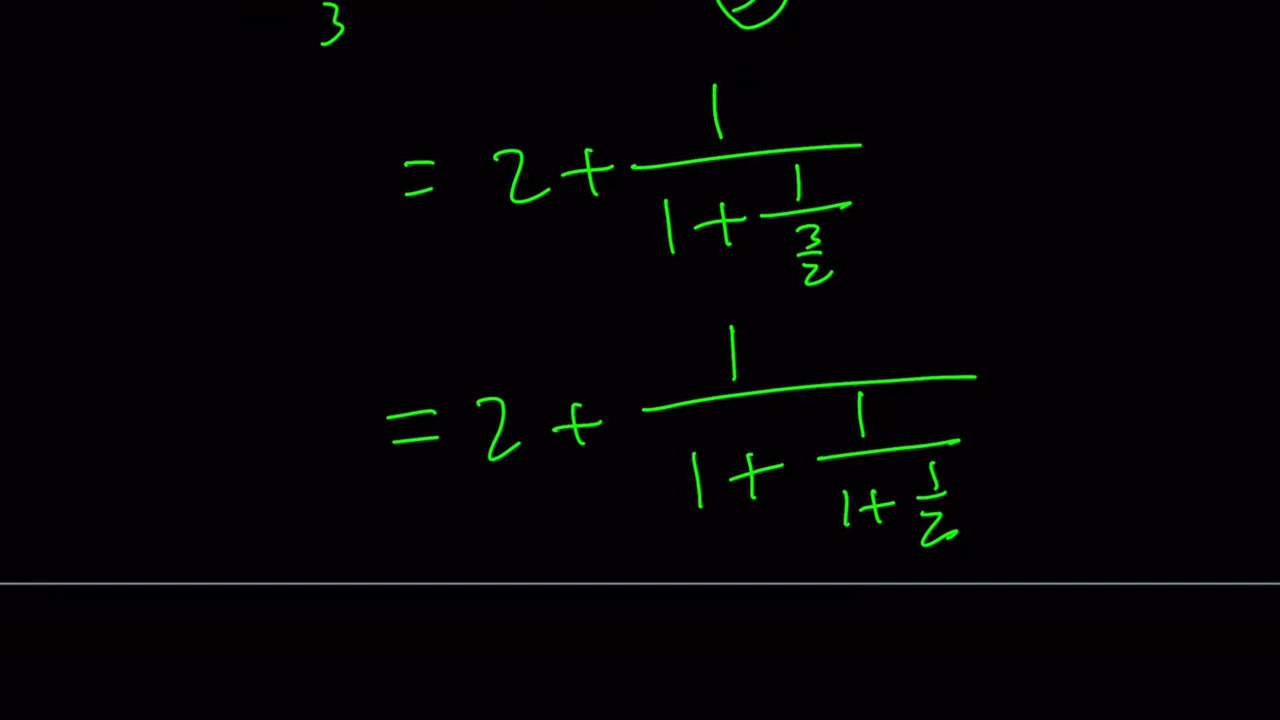 3
= 2 + 1/(1 + 1/(3/2))
= 2 + 1/(1 + 1/(1 + 1/2))